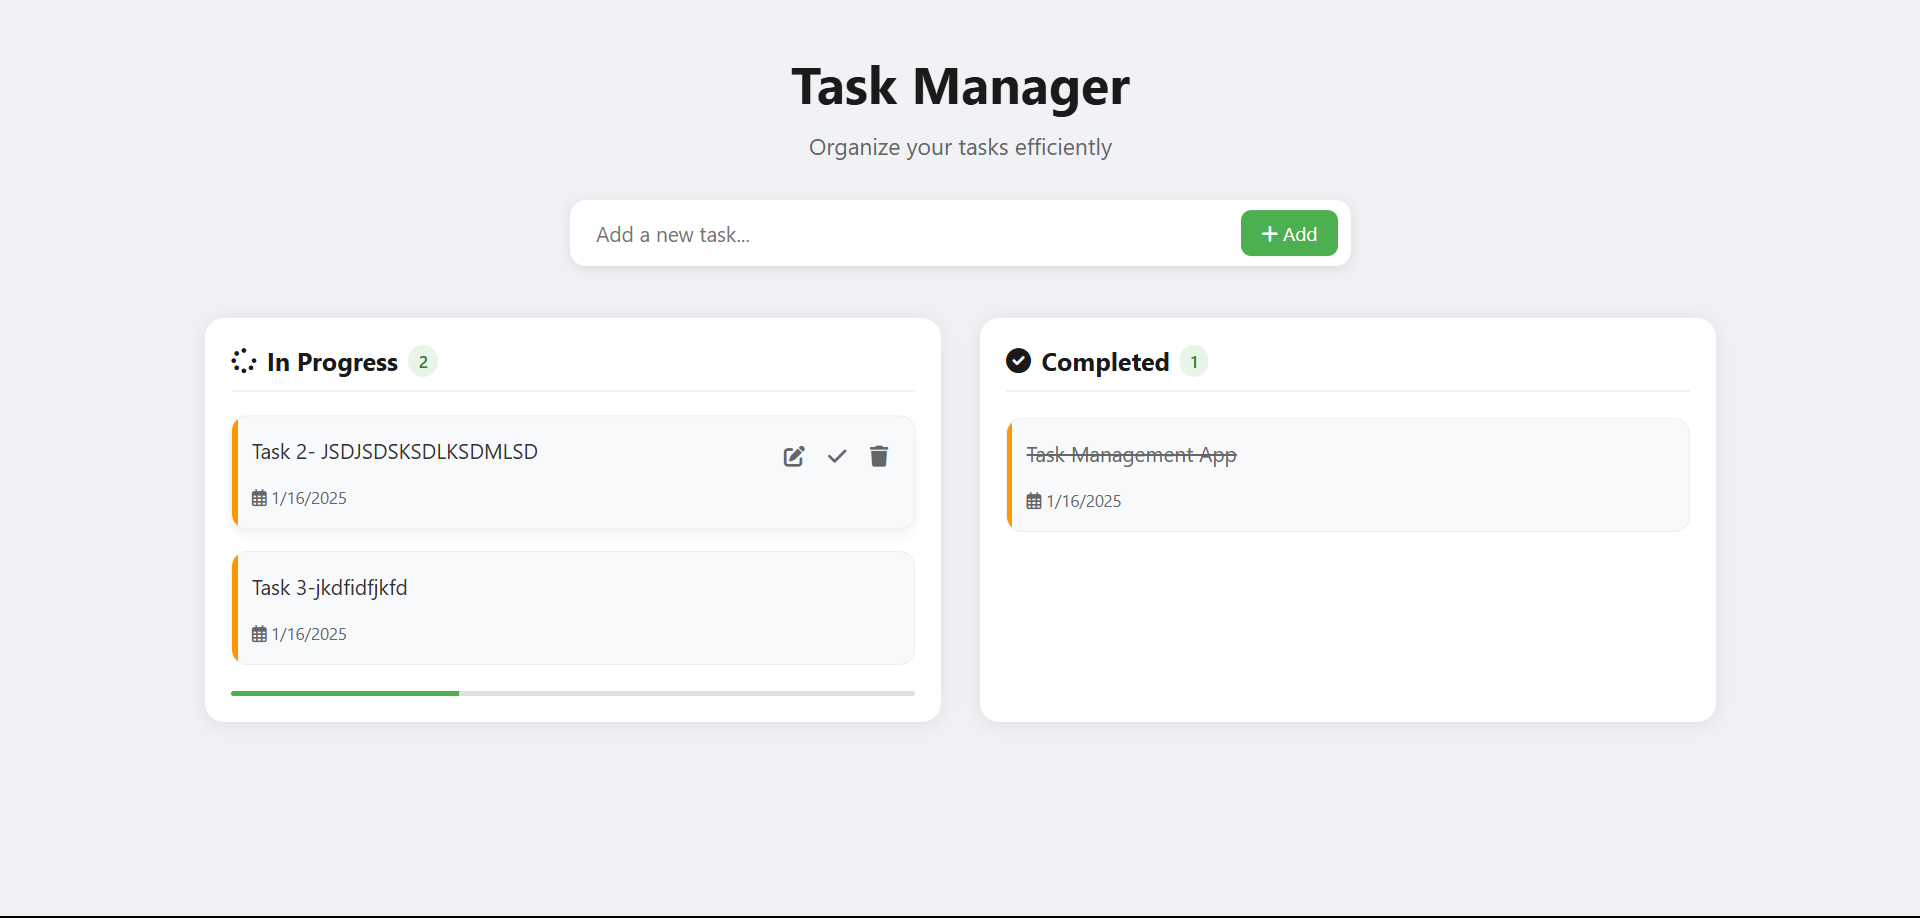 Task Manager
Organize your tasks efficiently
Add a new task...
Add
In Progress 2
Task 2- JSDJSDSKSDLKSDMLSD
1/16/2025
Task 3-jkdfidfjkfd
1/16/2025
Completed 1
Task Management App
1/16/2025